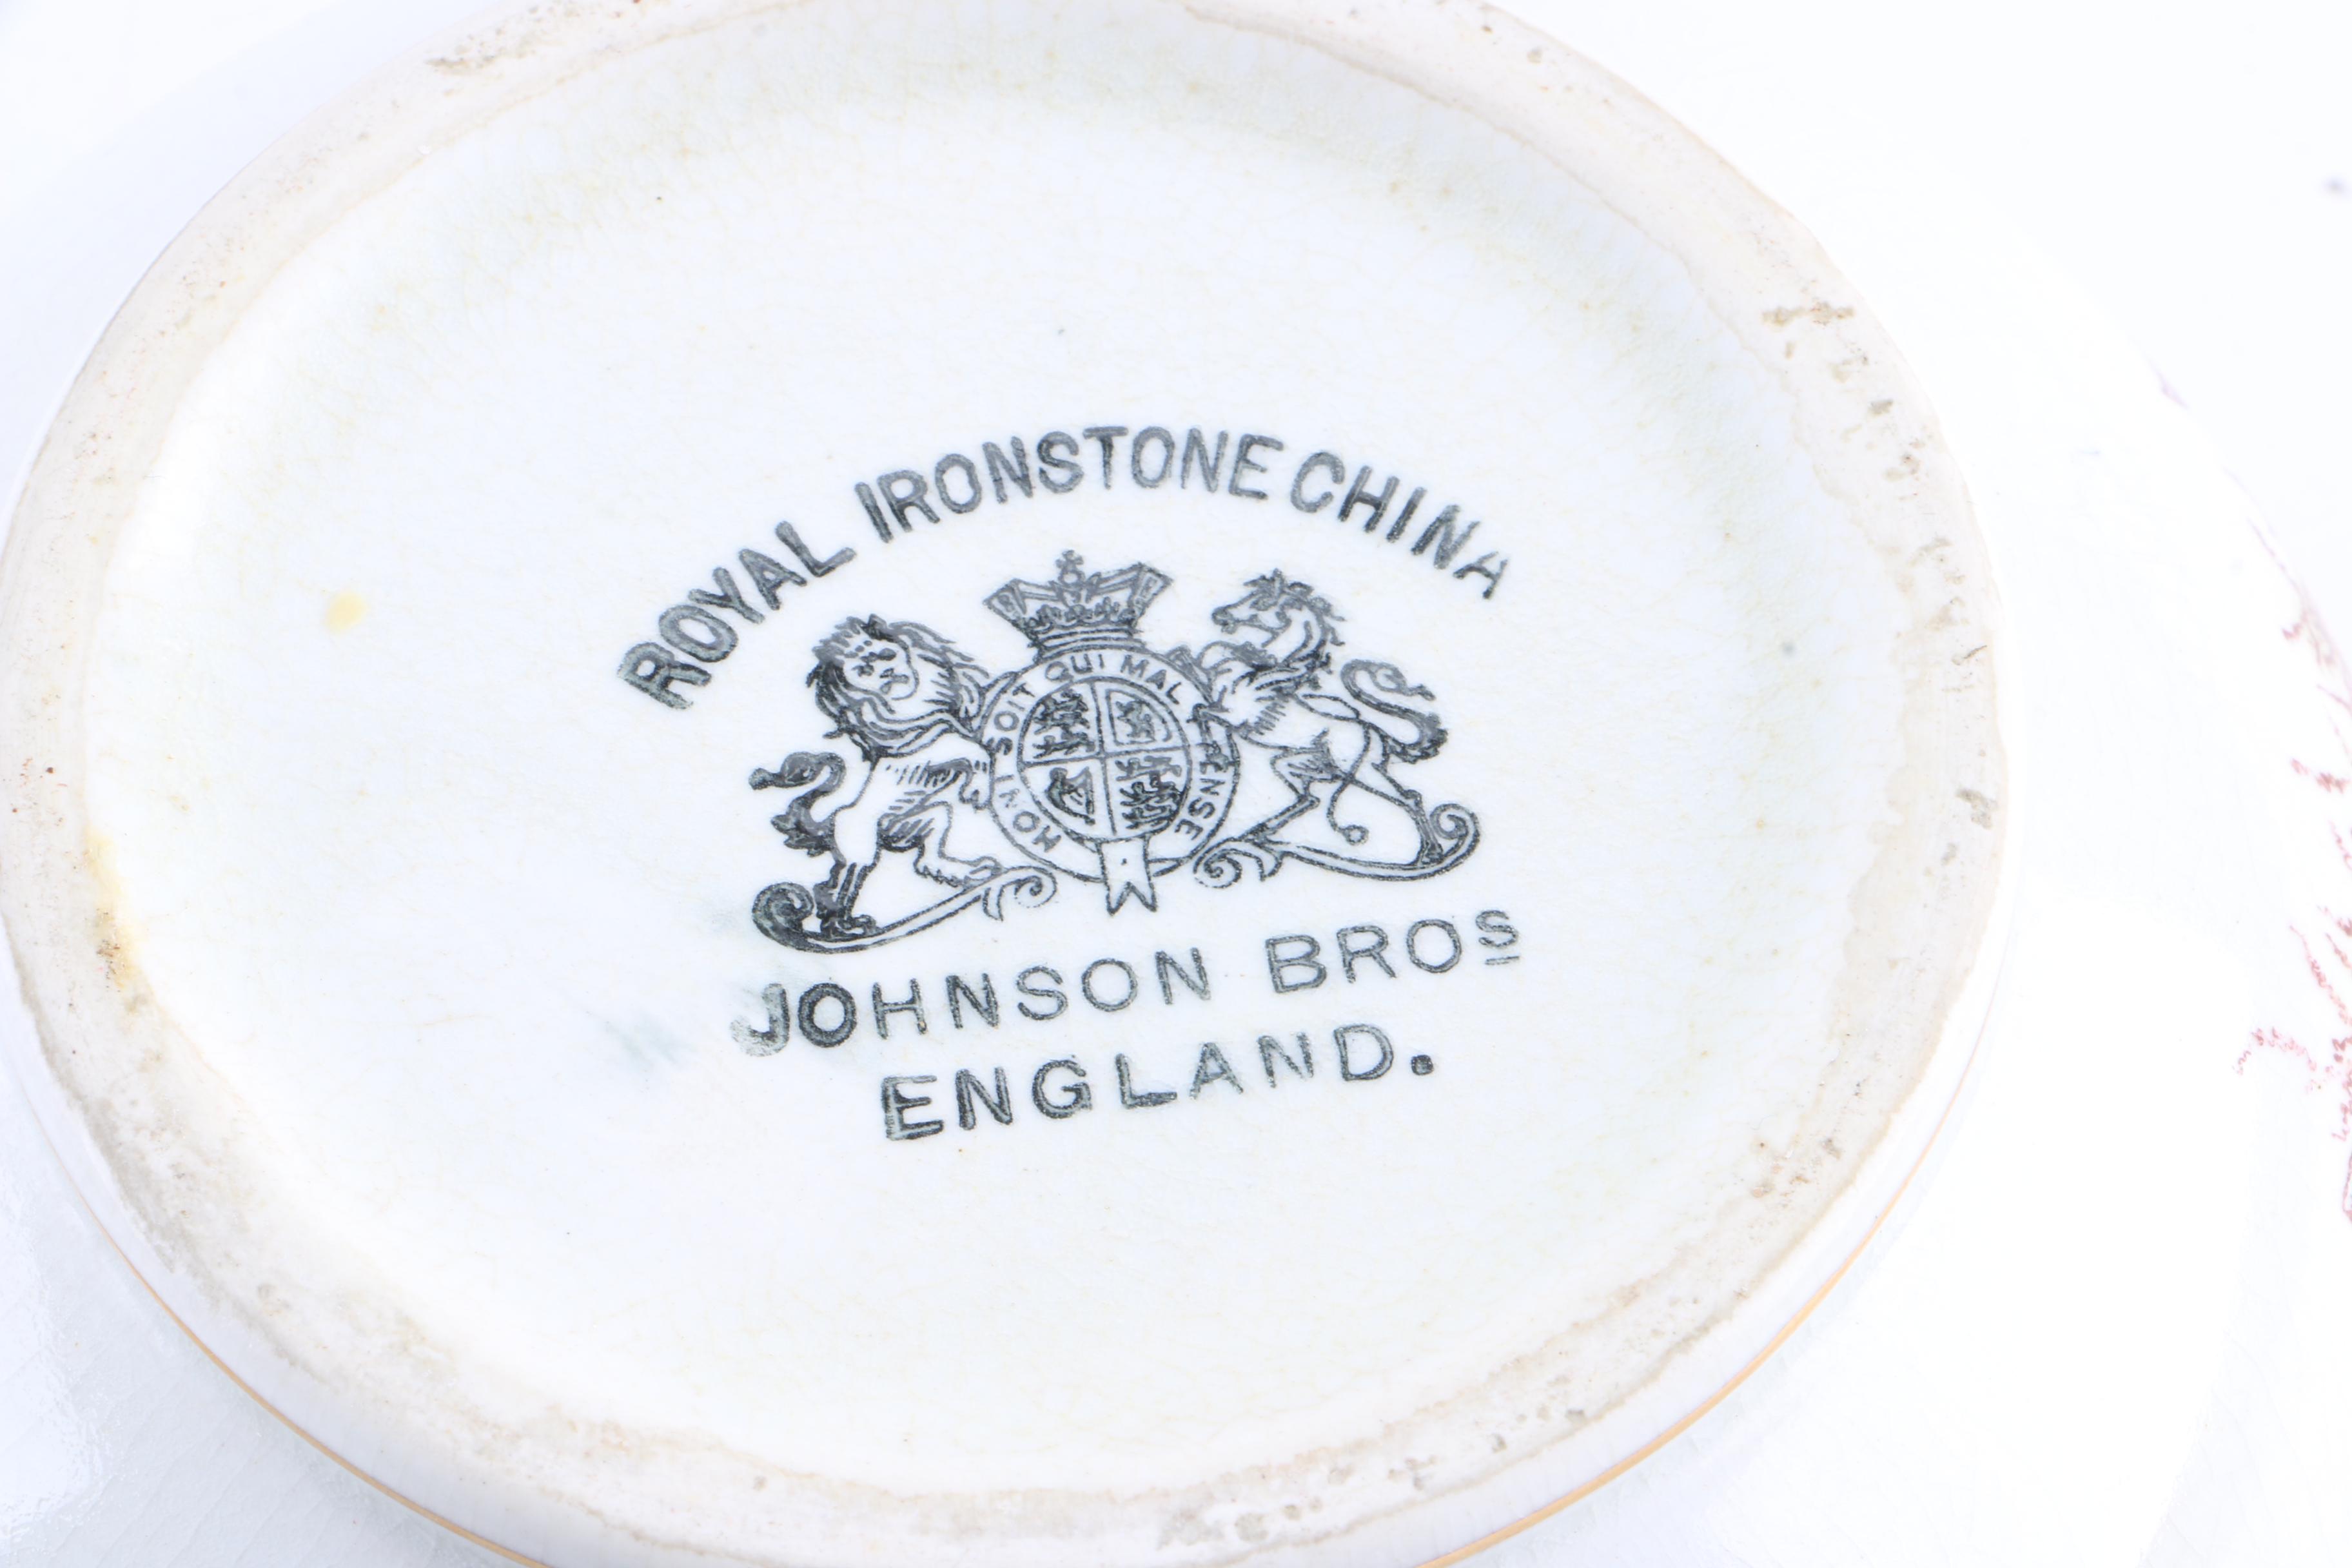 ROYAL IRONSTONE CHINA
HONI SOIT QUI MAL Y PENSE
JOHNSON BROS
ENGLAND.